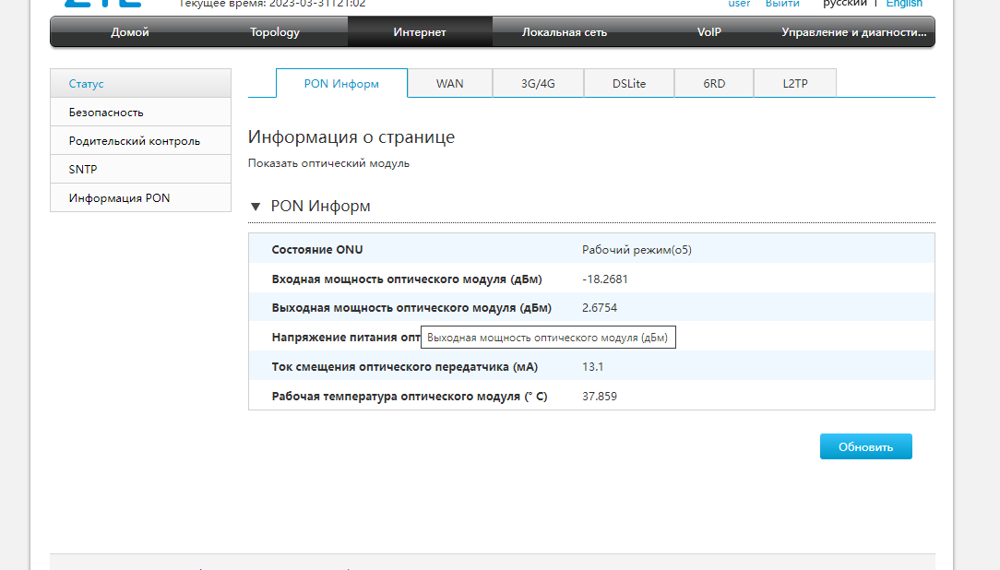 ZTE
Текущее время: 2023-03-31T21:02
user Выйти русский | English
Домой Topology Интернет Локальная сеть VoIP Управление и диагности...
Статус
Безопасность
Родительский контроль
SNTP
Информация PON
PON Информ WAN 3G/4G DSLite 6RD L2TP
Информация о странице
Показать оптический модуль
PON Информ
Состояние ONU Рабочий режим(o5)
Входная мощность оптического модуля (дБм) -18.2681
Выходная мощность оптического модуля (дБм) 2.6754
Напряжение питания опт
Выходная мощность оптического модуля (дБм)
Ток смещения оптического передатчика (мА) 13.1
Рабочая температура оптического модуля (° C) 37.859
Обновить